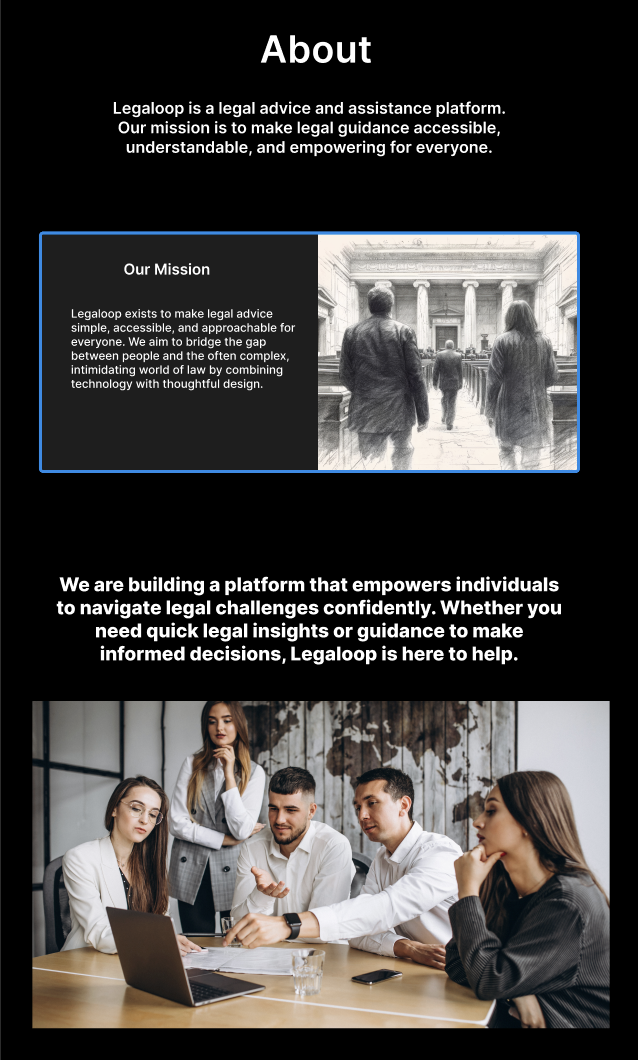 About
Legaloop is a legal advice and assistance platform.
Our mission is to make legal guidance accessible,
understandable, and empowering for everyone.
Our Mission
Legaloop exists to make legal advice
simple, accessible, and approachable for
everyone. We aim to bridge the gap
between people and the often complex,
intimidating world of law by combining
technology with thoughtful design.
We are building a platform that empowers individuals
to navigate legal challenges confidently. Whether you
need quick legal insights or guidance to make
informed decisions, Legaloop is here to help.